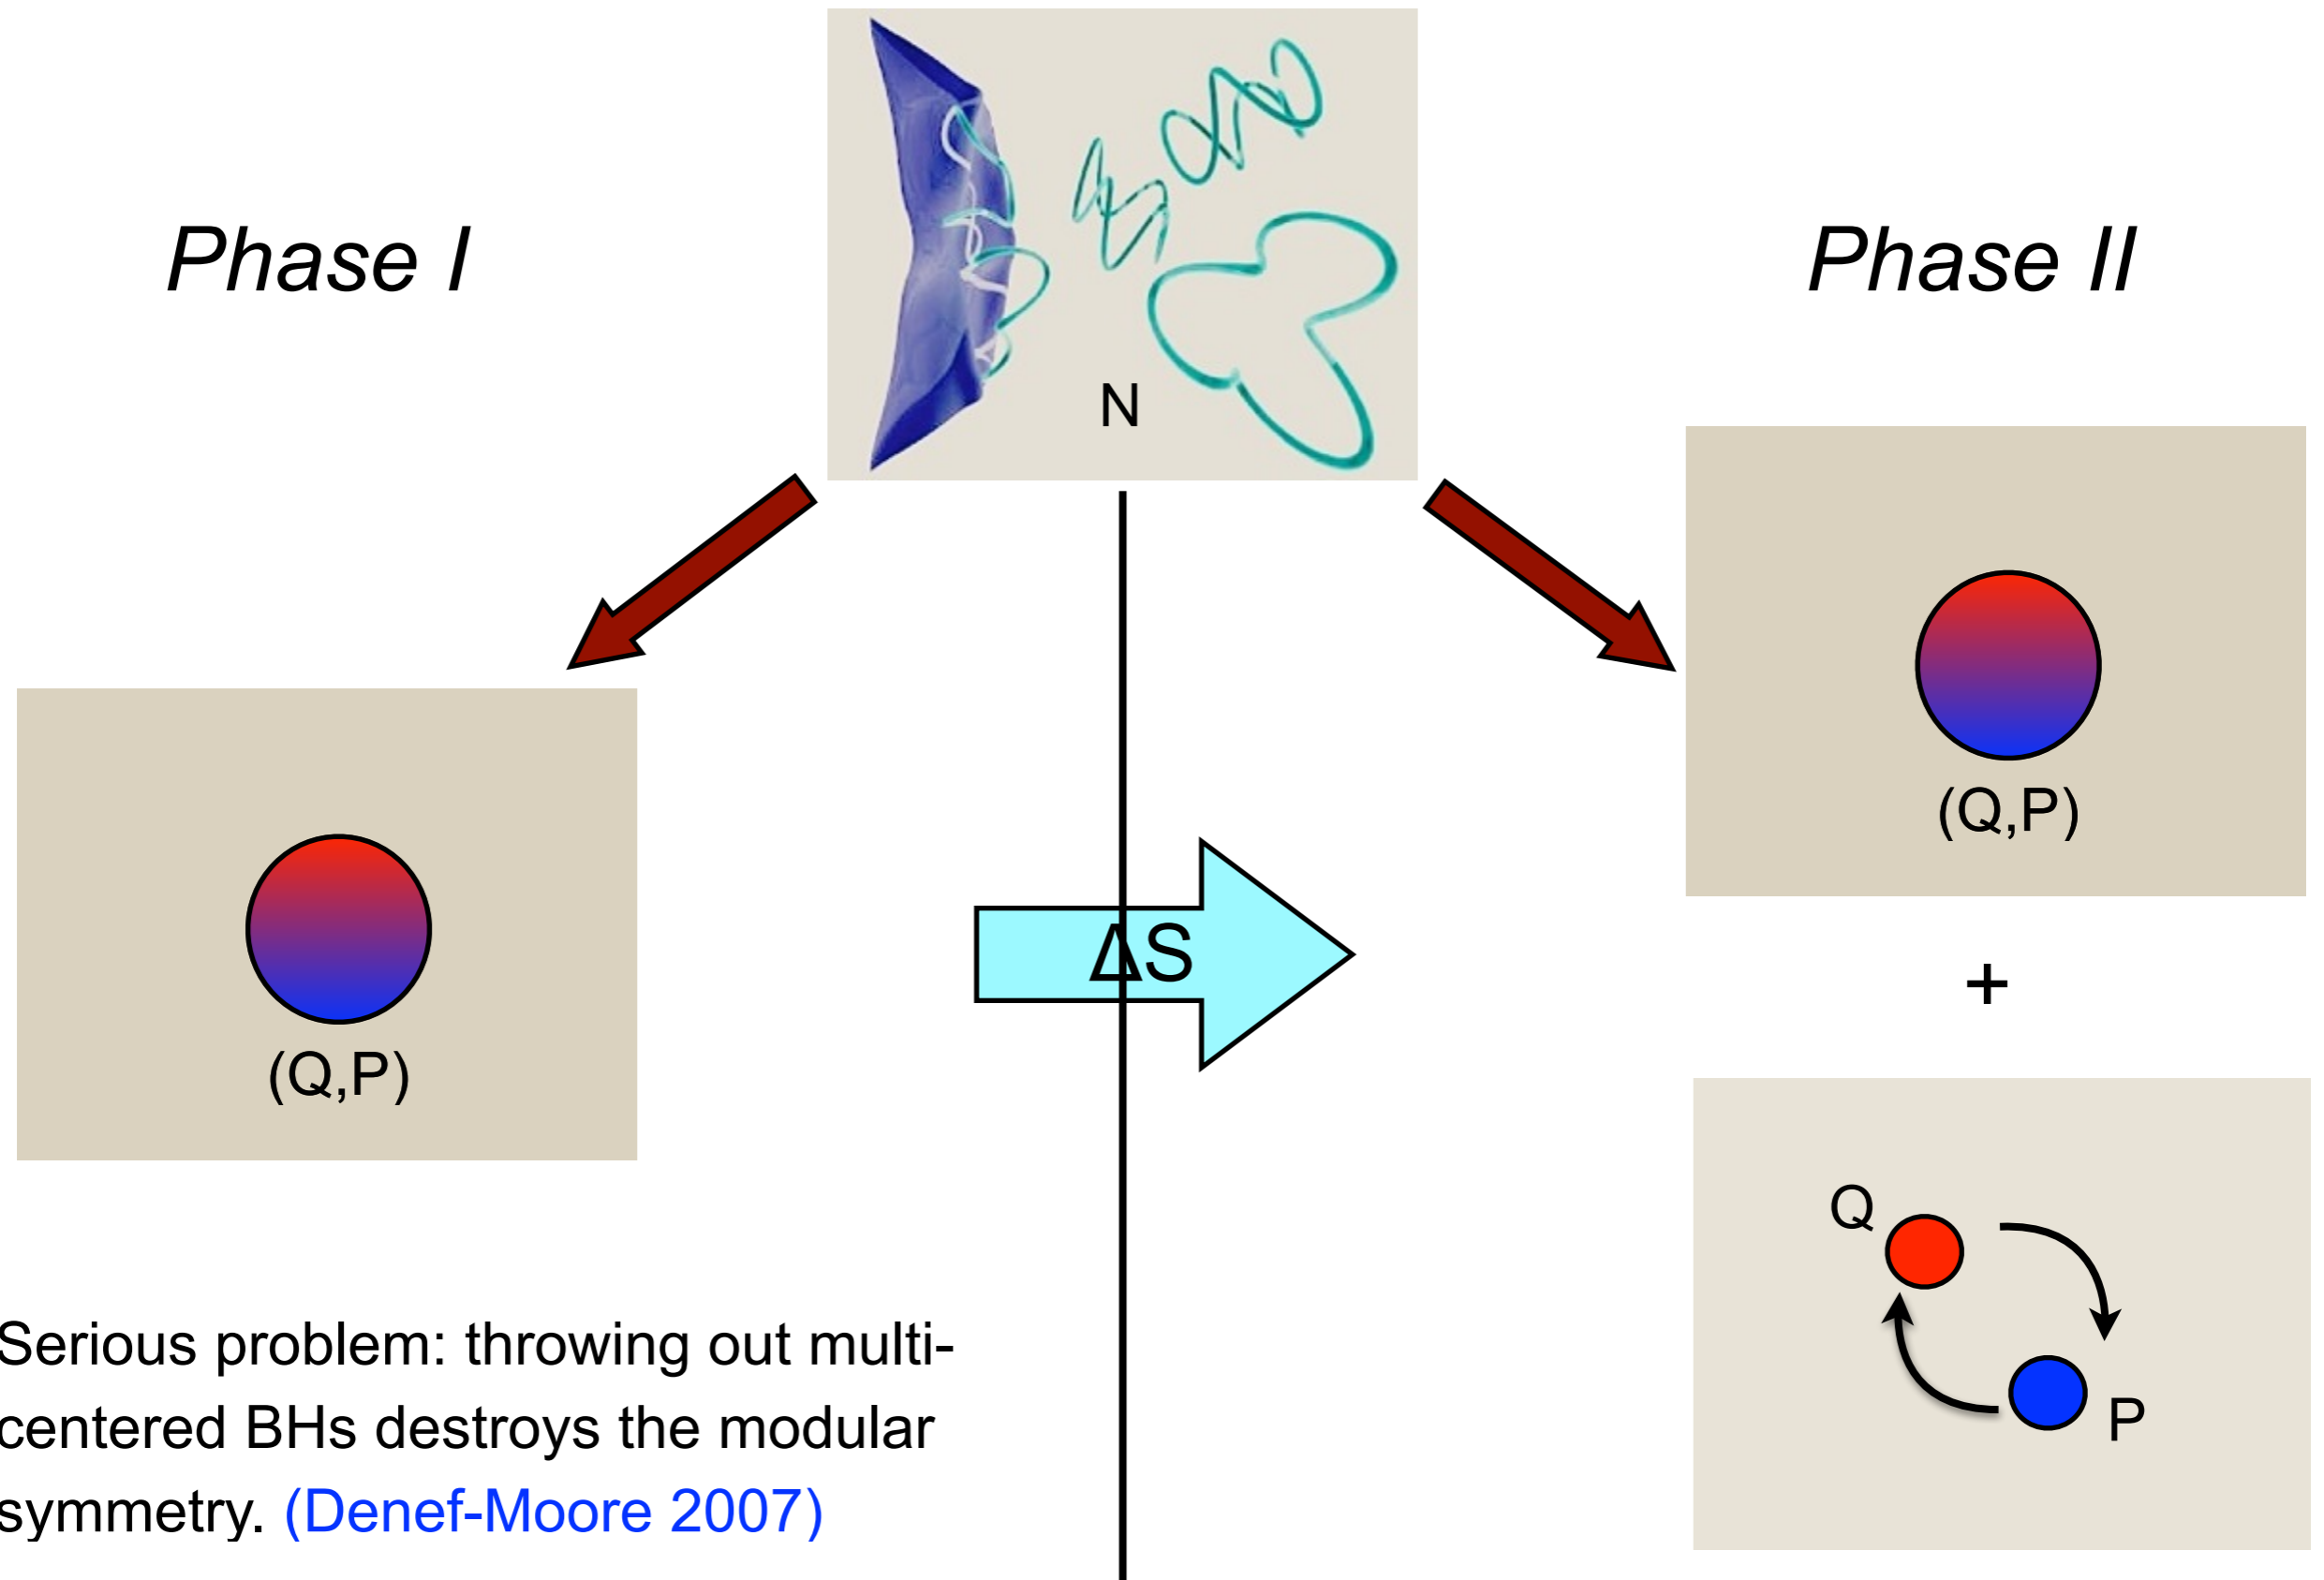 Phase I
Phase II
N
(Q,P)
(Q,P)
ΔS
+
Q
P
Serious problem: throwing out multi-
centered BHs destroys the modular
symmetry. (Denef-Moore 2007)